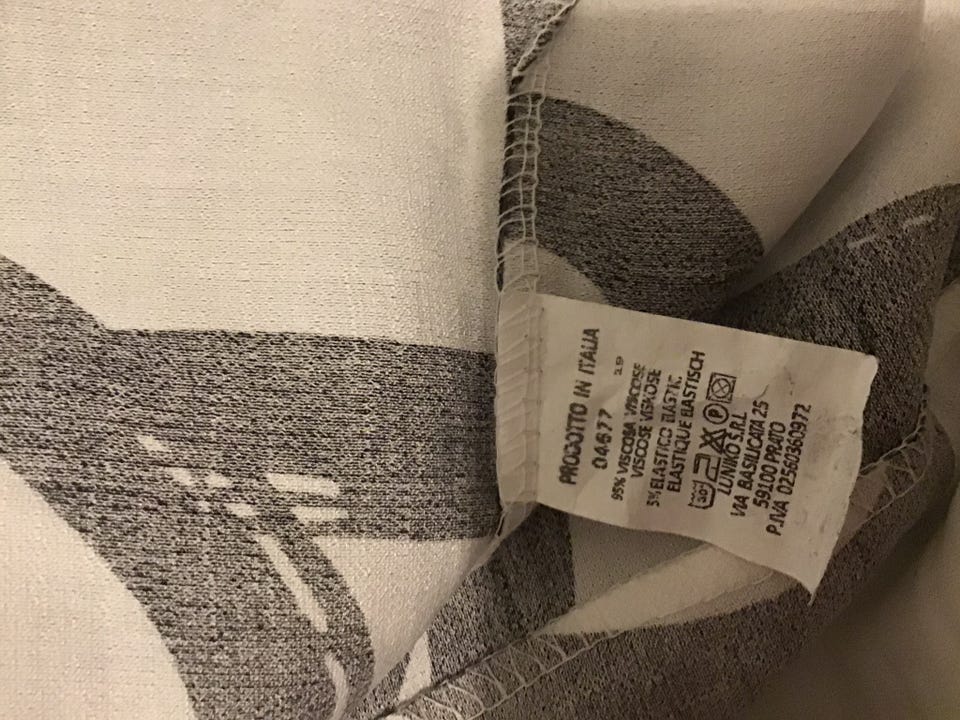 PRODOTTO IN ITALIA
04677
95% VISCOSA VISCOSE
VISCOSE VISKOSE
5% ELASTICO ELASTIC
ELASTIQUE ELASTISCH
30°
P
LUNIKO S.R.L
VIA BASILICATA 25
59100 PRATO
P.IVA 02560360972